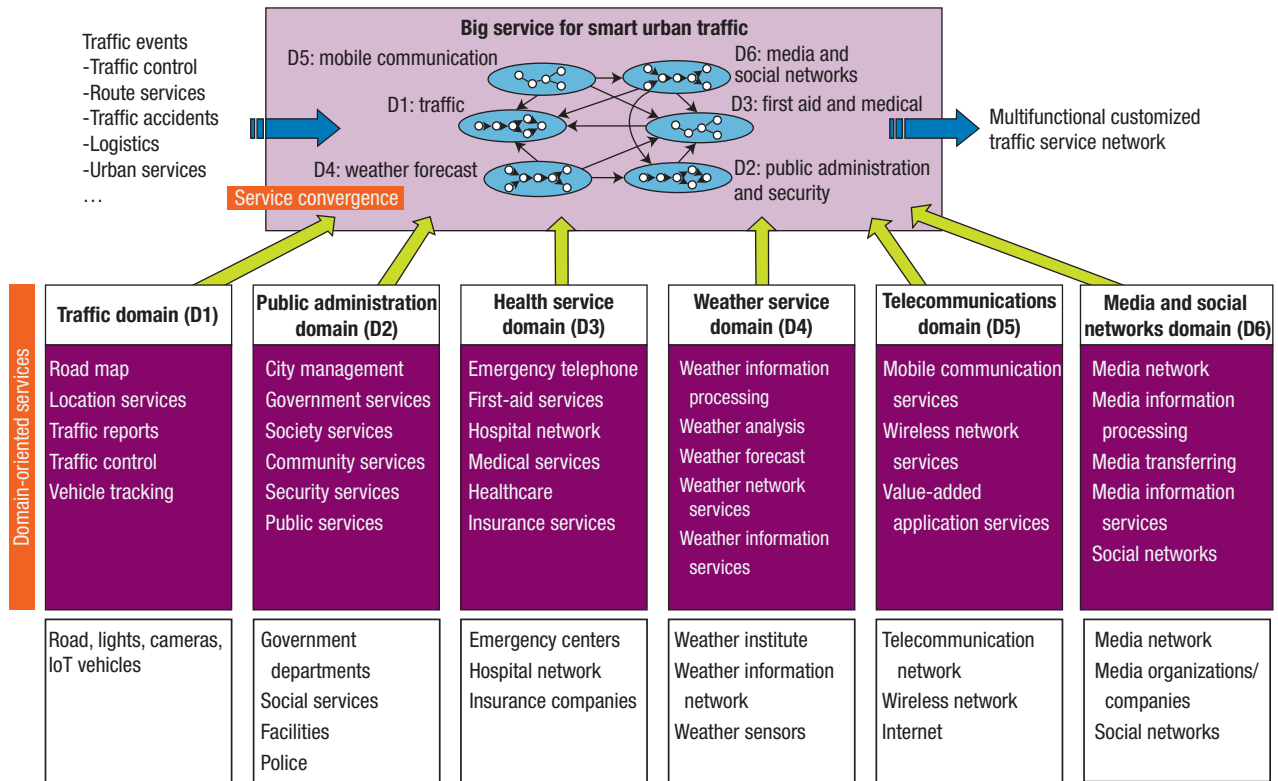 Big service for smart urban traffic
Traffic events
-Traffic control
-Route services
-Traffic accidents
-Logistics
-Urban services
…
D5: mobile communication
D6: media and
social networks
D1: traffic
D3: first aid and medical
D4: weather forecast
D2: public administration
and security
Multifunctional customized
traffic service network
Service convergence
Domain-oriented services
Traffic domain (D1)
Road map
Location services
Traffic reports
Traffic control
Vehicle tracking
Road, lights, cameras,
IoT vehicles
Public administration
domain (D2)
City management
Government services
Society services
Community services
Security services
Public services
Government
departments
Social services
Facilities
Police
Health service
domain (D3)
Emergency telephone
First-aid services
Hospital network
Medical services
Healthcare
Insurance services
Emergency centers
Hospital network
Insurance companies
Weather service
domain (D4)
Weather information
processing
Weather analysis
Weather forecast
Weather network
services
Weather information
services
Weather institute
Weather information
network
Weather sensors
Telecommunications
domain (D5)
Mobile communication
services
Wireless network
services
Value-added
application services
Telecommunication
network
Wireless network
Internet
Media and social
networks domain (D6)
Media network
Media information
processing
Media transferring
Media information
services
Social networks
Media network
Media organizations/
companies
Social networks